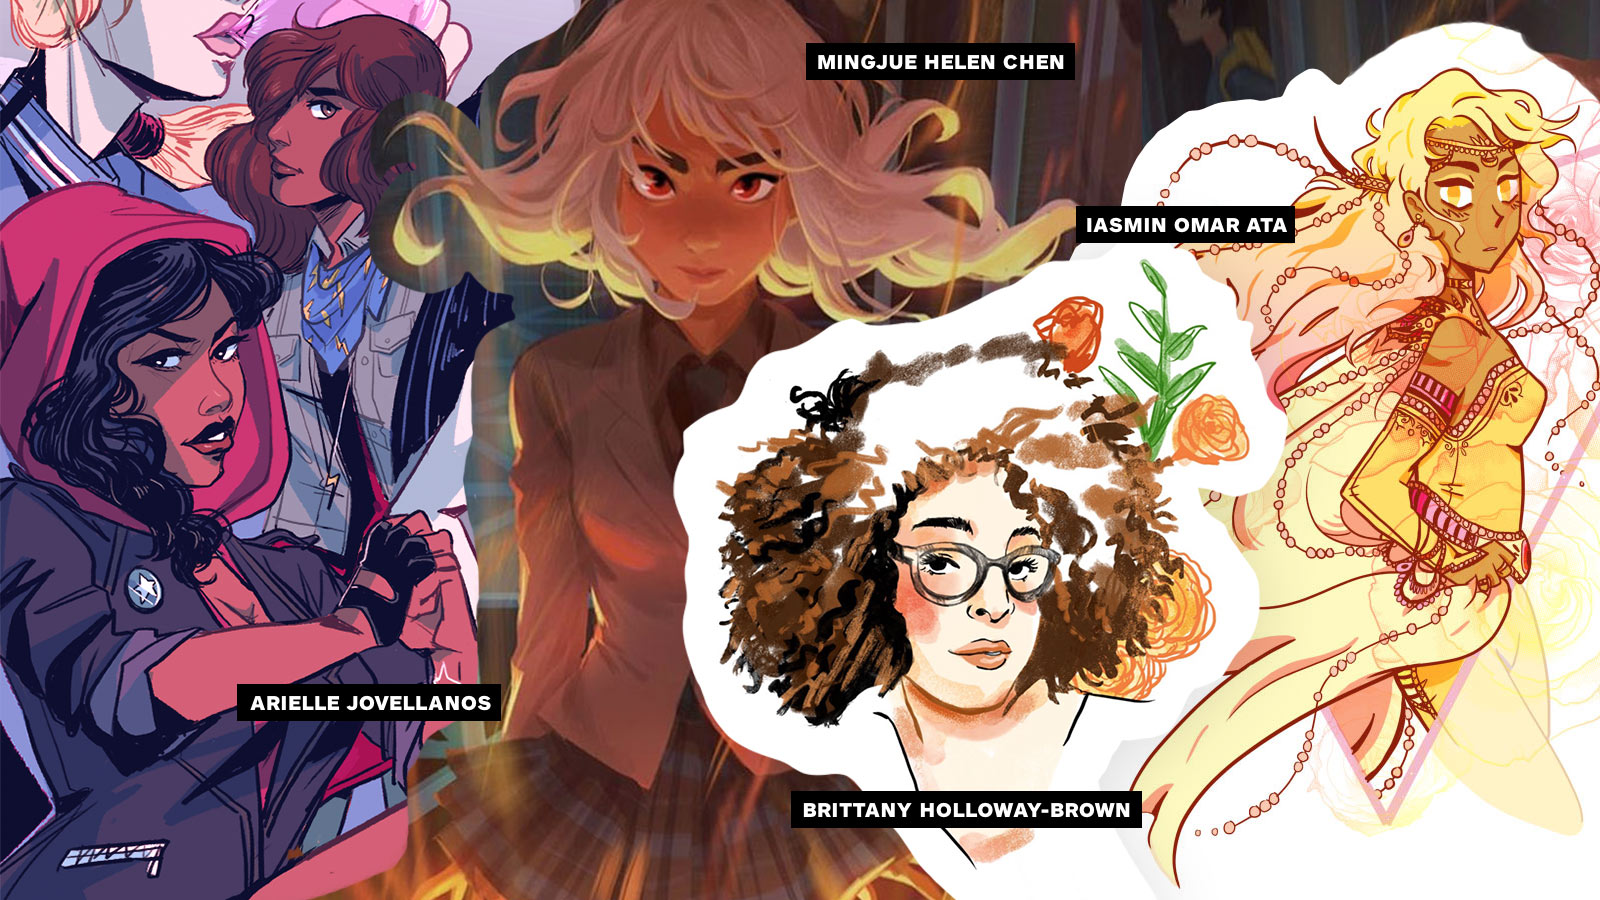 MINGJUE HELEN CHEN
IASMIN OMAR ATA
ARIELLE JOVELLANOS
BRITTANY HOLLOWAY-BROWN